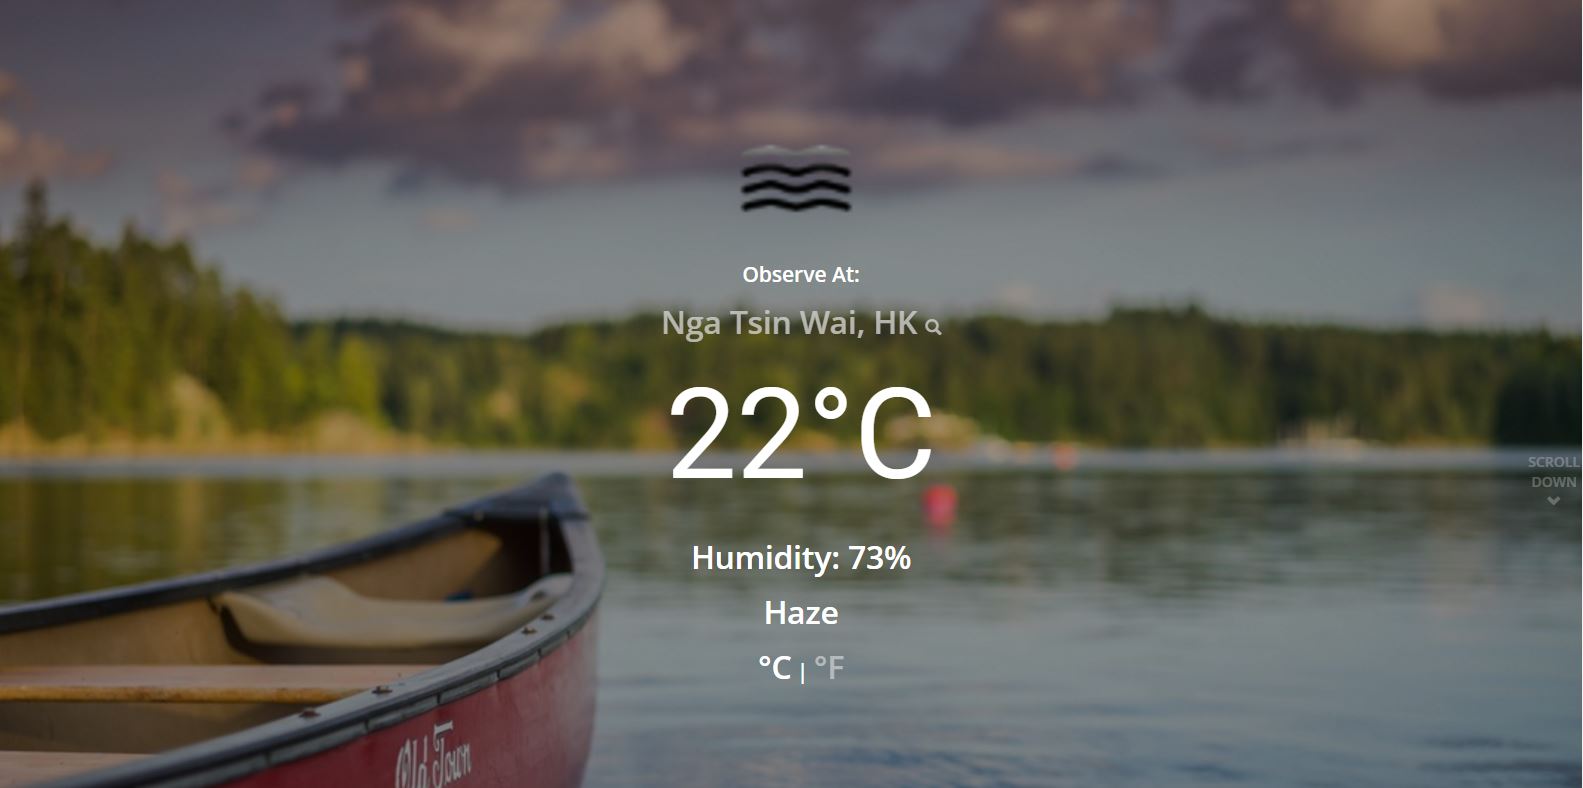 Observe At:
Nga Tsin Wai, HK
22°C
SCROLL
DOWN
Humidity: 73%
Haze
°C | °F
Old Town